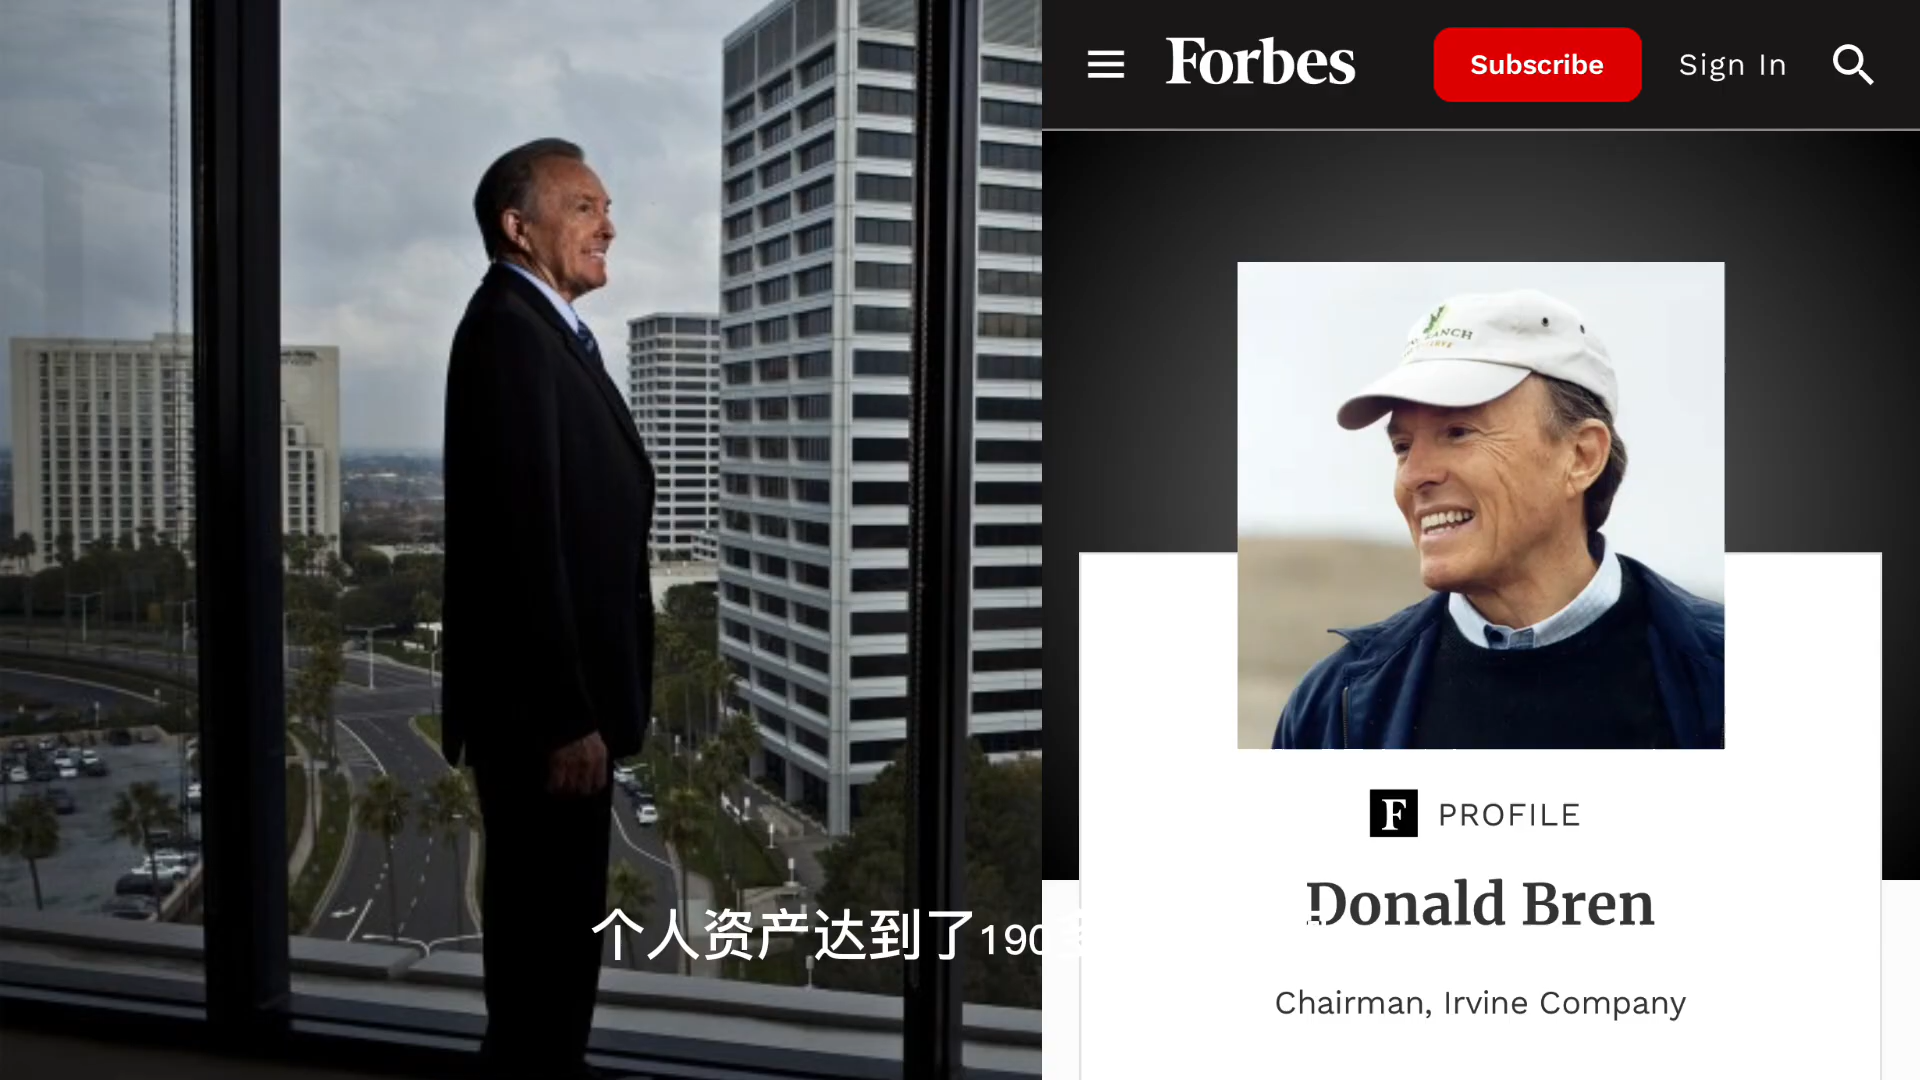 Forbes
Subscribe
Sign In
F PROFILE
Donald Bren
Chairman, Irvine Company
个人资产达到了190